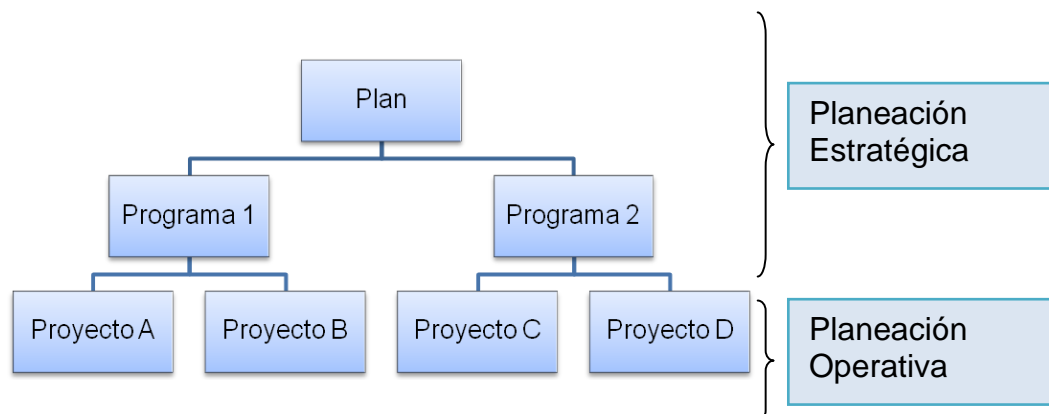 Plan
Planeación
Estratégica
Programa 1
Programa 2
Proyecto A
Proyecto B
Proyecto C
Proyecto D
Planeación
Operativa